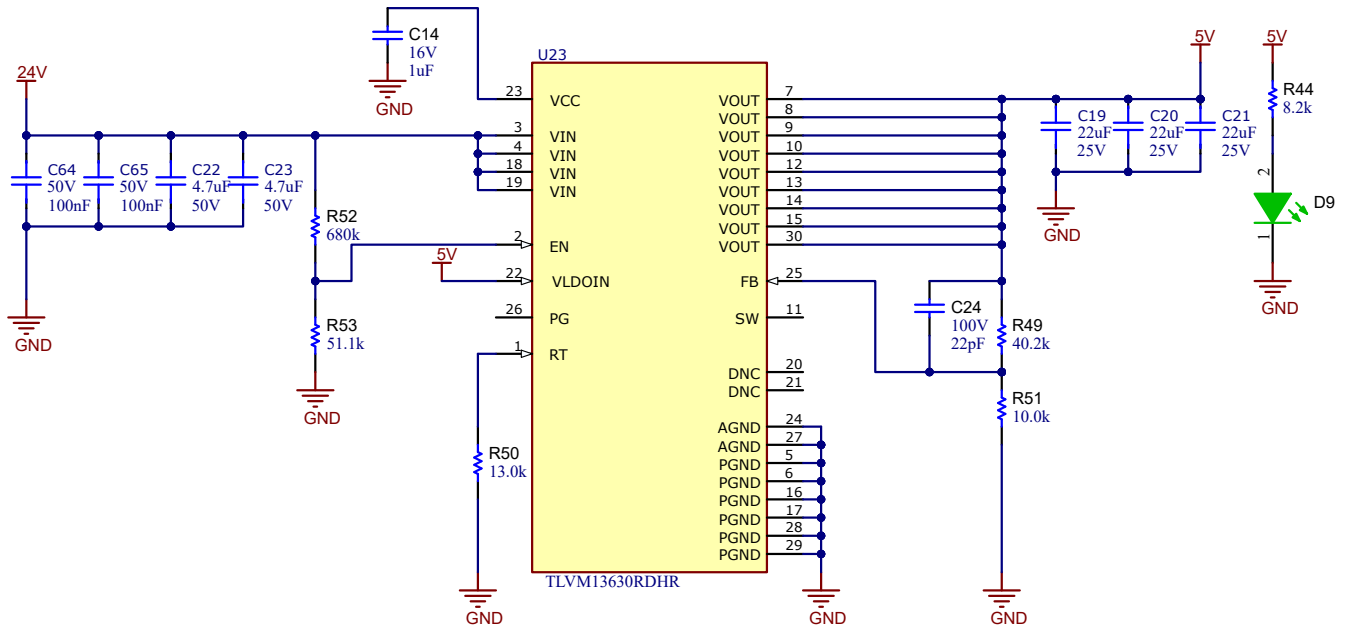 24V
C14
16V
1uF
GND
U23
23
VCC
3
VIN
4
VIN
18
VIN
19
VIN
2
EN
5V
22
VLDOIN
26
PG
1
RT
7
VOUT
8
VOUT
9
VOUT
10
VOUT
12
VOUT
13
VOUT
14
VOUT
15
VOUT
30
VOUT
25
FB
11
SW
20
DNC
21
DNC
24
AGND
27
AGND
5
PGND
6
PGND
16
PGND
17
PGND
28
PGND
29
PGND
TLVM13630RDHR
C64
50V
100nF
C65
50V
100nF
C22
4.7uF
50V
C23
4.7uF
50V
GND
R52
680k
R53
51.1k
GND
R50
13.0k
GND
GND
5V
C19
22uF
25V
C20
22uF
25V
C21
22uF
25V
GND
C24
100V
22pF
R49
40.2k
R51
10.0k
GND
5V
R44
8.2k
2
D9
1
GND